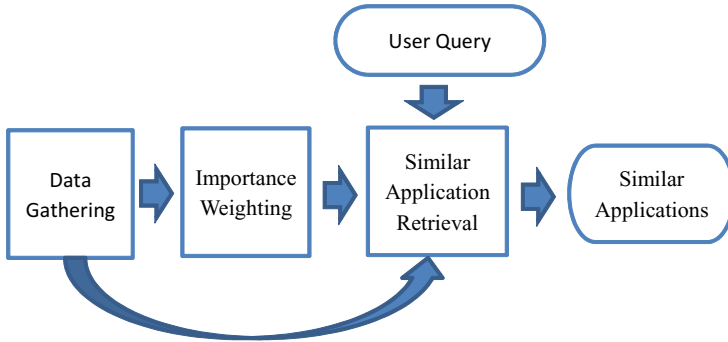 User Query
Data
Gathering
Importance
Weighting
Similar
Application
Retrieval
Similar
Applications